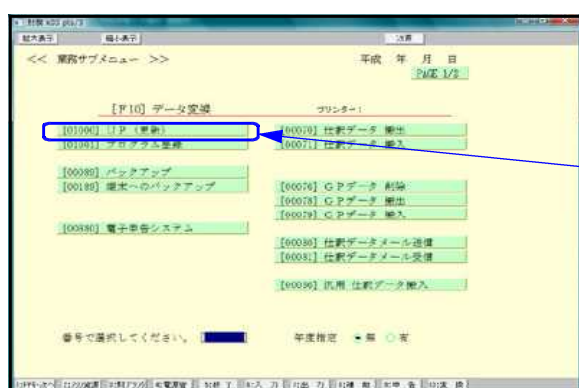 拡大表示 縮小表示 次頁
<< 業務サブメニュー >> 平成 年 月 日
PAGE 1/2
[F10] データ変換 プリンター:
[01000] UP (更新) [00070] 仕訳データ 搬出
[01001] プログラム登録 [00071] 仕訳データ 搬入
[00089] バックアップ
[00189] 端末へのバックアップ [00076] GPデータ 削除
[00078] GPデータ 搬出
[00079] GPデータ 搬入
[00880] 電子申告システム
[00080] 仕訳データメール送信
[00081] 仕訳データメール受信
[00090] 汎用 仕訳データ搬入
番号で選択してください。 年度指定 無 有